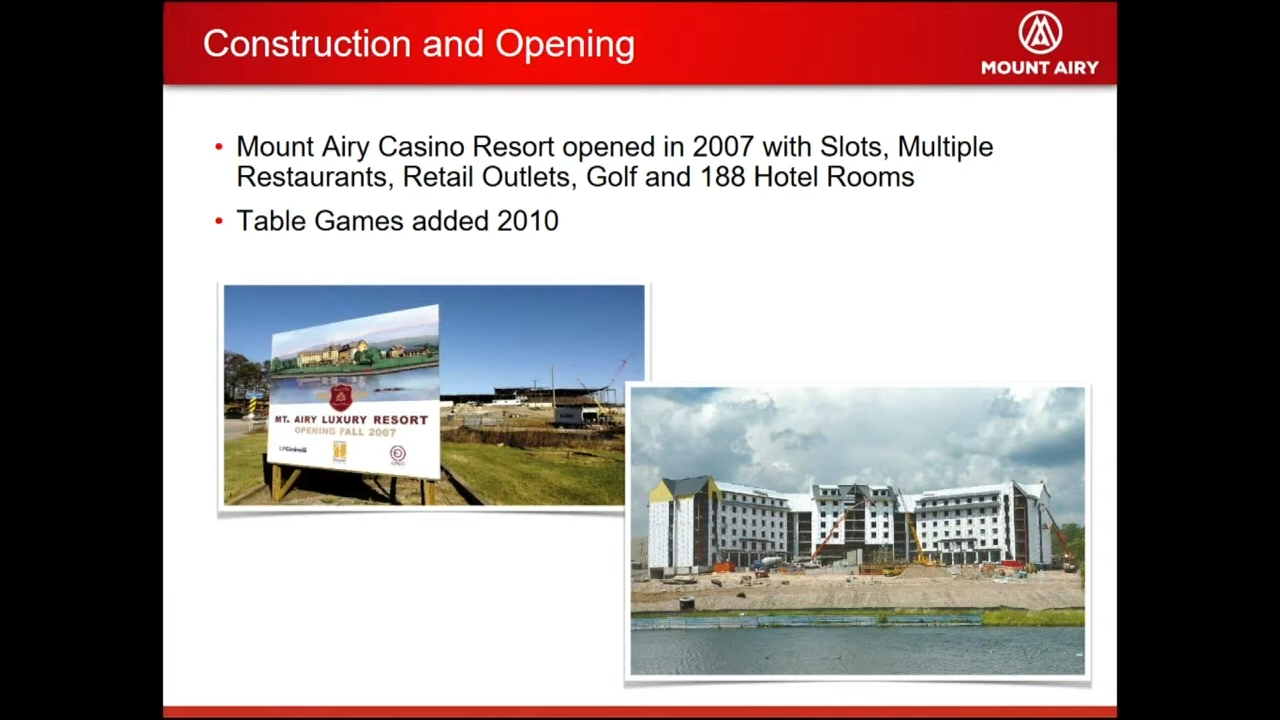 Construction and Opening
MOUNT AIRY
• Mount Airy Casino Resort opened in 2007 with Slots, Multiple
Restaurants, Retail Outlets, Golf and 188 Hotel Rooms
• Table Games added 2010
MT. AIRY LUXURY RESORT
OPENING FALL 2007